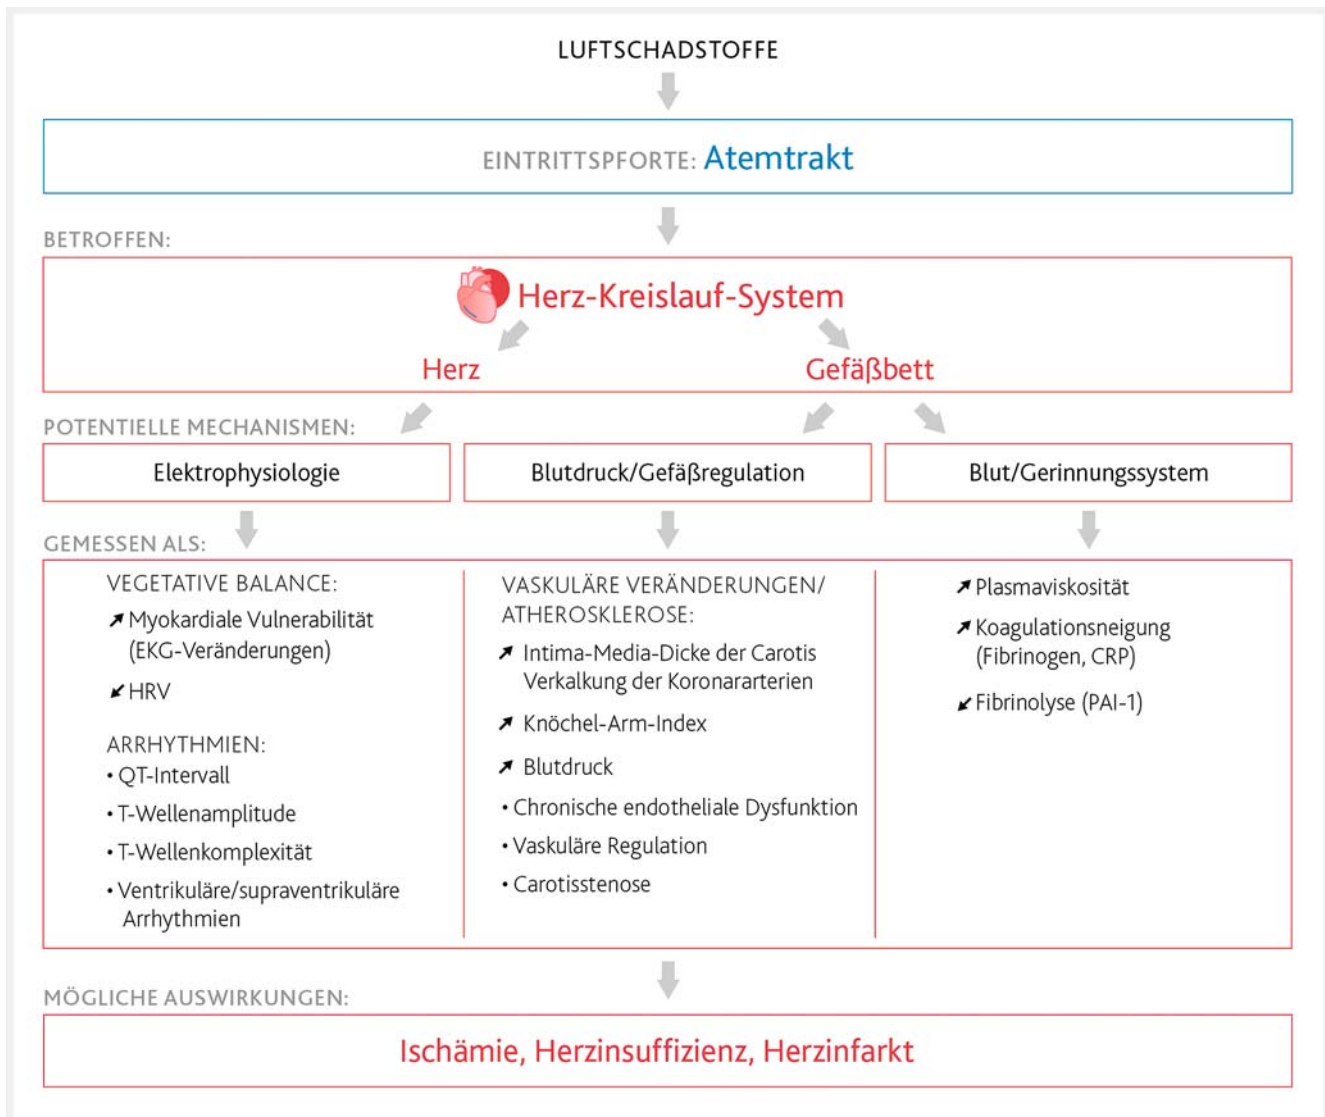 LUFTSCHADSTOFFE
EINTRITTSPFORTE: Atemtrakt
BETROFFEN:
Herz-Kreislauf-System
Herz
Gefäßbett
POTENTIELLE MECHANISMEN:
Elektrophysiologie
Blutdruck/Gefäßregulation
Blut/Gerinnungssystem
GEMESSEN ALS:
VEGETATIVE BALANCE:
↗ Myokardiale Vulnerabilität
(EKG-Veränderungen)
↙ HRV
ARRHYTHMIEN:
• QT-Intervall
• T-Wellenamplitude
• T-Wellenkomplexität
• Ventrikuläre/supraventrikuläre
Arrhythmien
VASKULÄRE VERÄNDERUNGEN/
ATHEROSKLEROSE:
↗ Intima-Media-Dicke der Carotis
Verkalkung der Koronararterien
↗ Knöchel-Arm-Index
↗ Blutdruck
• Chronische endotheliale Dysfunktion
• Vaskuläre Regulation
• Carotisstenose
↗ Plasmaviskosität
↗ Koagulationsneigung
(Fibrinogen, CRP)
↙ Fibrinolyse (PAI-1)
MÖGLICHE AUSWIRKUNGEN:
Ischämie, Herzinsuffizienz, Herzinfarkt